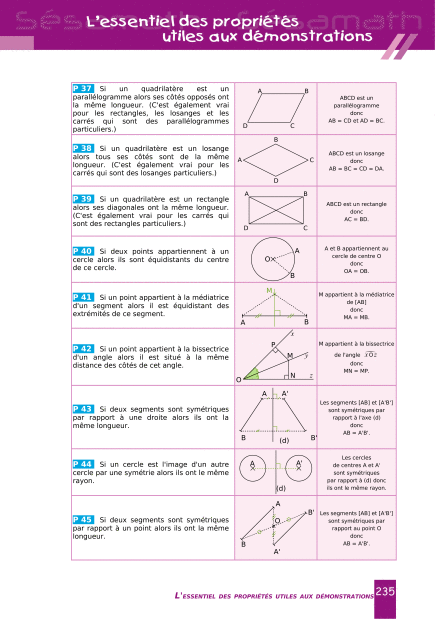 Sésamath Sésamath
L'essentiel des propriétés
utiles aux démonstrations
P 37 Si un quadrilatère est un
parallélogramme alors ses côtés opposés ont
la même longueur. (C'est également vrai
pour les rectangles, les losanges et les
carrés qui sont des parallélogrammes
particuliers.)
A B
D C
ABCD est un
parallélogramme
donc
AB = CD et AD = BC.
P 38 Si un quadrilatère est un losange
alors tous ses côtés sont de la même
longueur. (C'est également vrai pour les
carrés qui sont des losanges particuliers.)
B
A C
D
ABCD est un losange
donc
AB = BC = CD = DA.
P 39 Si un quadrilatère est un rectangle
alors ses diagonales ont la même longueur.
(C'est également vrai pour les carrés qui
sont des rectangles particuliers.)
A B
D C
ABCD est un rectangle
donc
AC = BD.
P 40 Si deux points appartiennent à un
cercle alors ils sont équidistants du centre
de ce cercle.
A
O
B
A et B appartiennent au
cercle de centre O
donc
OA = OB.
P 41 Si un point appartient à la médiatrice
d'un segment alors il est équidistant des
extrémités de ce segment.
M
A B
M appartient à la médiatrice
de [AB]
donc
MA = MB.
P 42 Si un point appartient à la bissectrice
d'un angle alors il est situé à la même
distance des côtés de cet angle.
x
P
M y
N z
O
M appartient à la bissectrice
de l'angle xOz
donc
MN = MP.
P 43 Si deux segments sont symétriques
par rapport à une droite alors ils ont la
même longueur.
A A'
B (d) B'
Les segments [AB] et [A'B']
sont symétriques par
rapport à l'axe (d)
donc
AB = A'B'.
P 44 Si un cercle est l'image d'un autre
cercle par une symétrie alors ils ont le même
rayon.
A A'
(d)
Les cercles
de centres A et A'
sont symétriques
par rapport à (d) donc
ils ont le même rayon.
P 45 Si deux segments sont symétriques
par rapport à un point alors ils ont la même
longueur.
A
B'
O
B
A'
Les segments [AB] et [A'B']
sont symétriques par
rapport au point O
donc
AB = A'B'.
L'ESSENTIEL DES PROPRIÉTÉS UTILES AUX DÉMONSTRATIONS 235